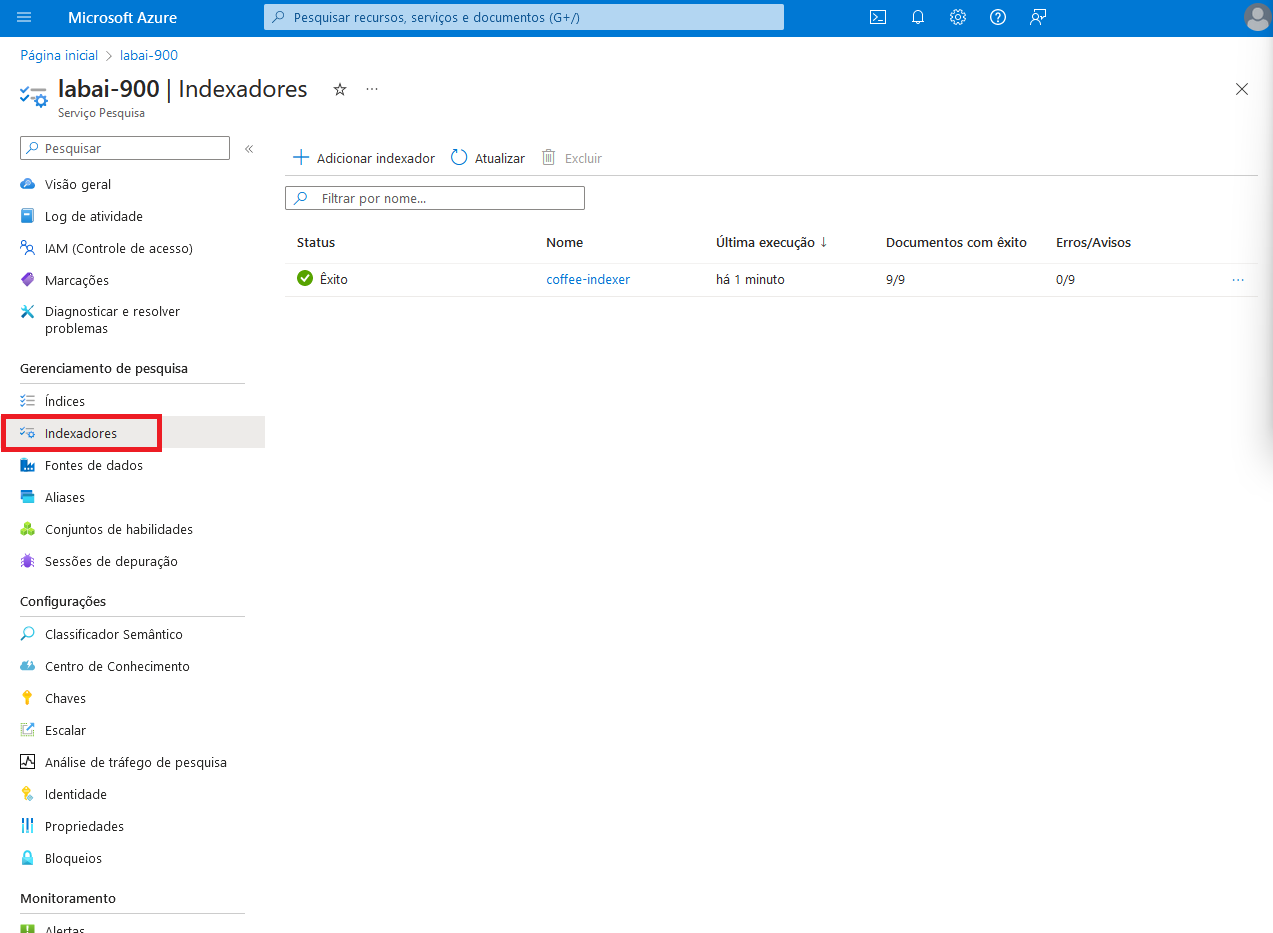 Microsoft Azure
Pesquisar recursos, serviços e documentos (G+/)
Página inicial > labai-900
labai-900 | Indexadores
Serviço Pesquisa
Pesquisar
«
Visão geral
Log de atividade
IAM (Controle de acesso)
Marcações
Diagnosticar e resolver
problemas
Gerenciamento de pesquisa
Índices
Indexadores
Fontes de dados
Aliases
Conjuntos de habilidades
Sessões de depuração
Configurações
Classificador Semântico
Centro de Conhecimento
Chaves
Escalar
Análise de tráfego de pesquisa
Identidade
Propriedades
Bloqueios
Monitoramento
Alertas
Adicionar indexador Atualizar Excluir
Filtrar por nome...
Status Nome Última execução ↓ Documentos com êxito Erros/Avisos
Êxito coffee-indexer há 1 minuto 9/9 0/9